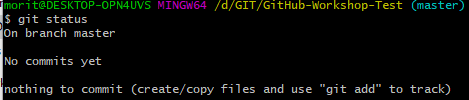 morit@DESKTOP-OPN4UVS MINGW64 /d/GIT/GitHub-Workshop-Test (master)
$ git status
On branch master
No commits yet
nothing to commit (create/copy files and use "git add" to track)